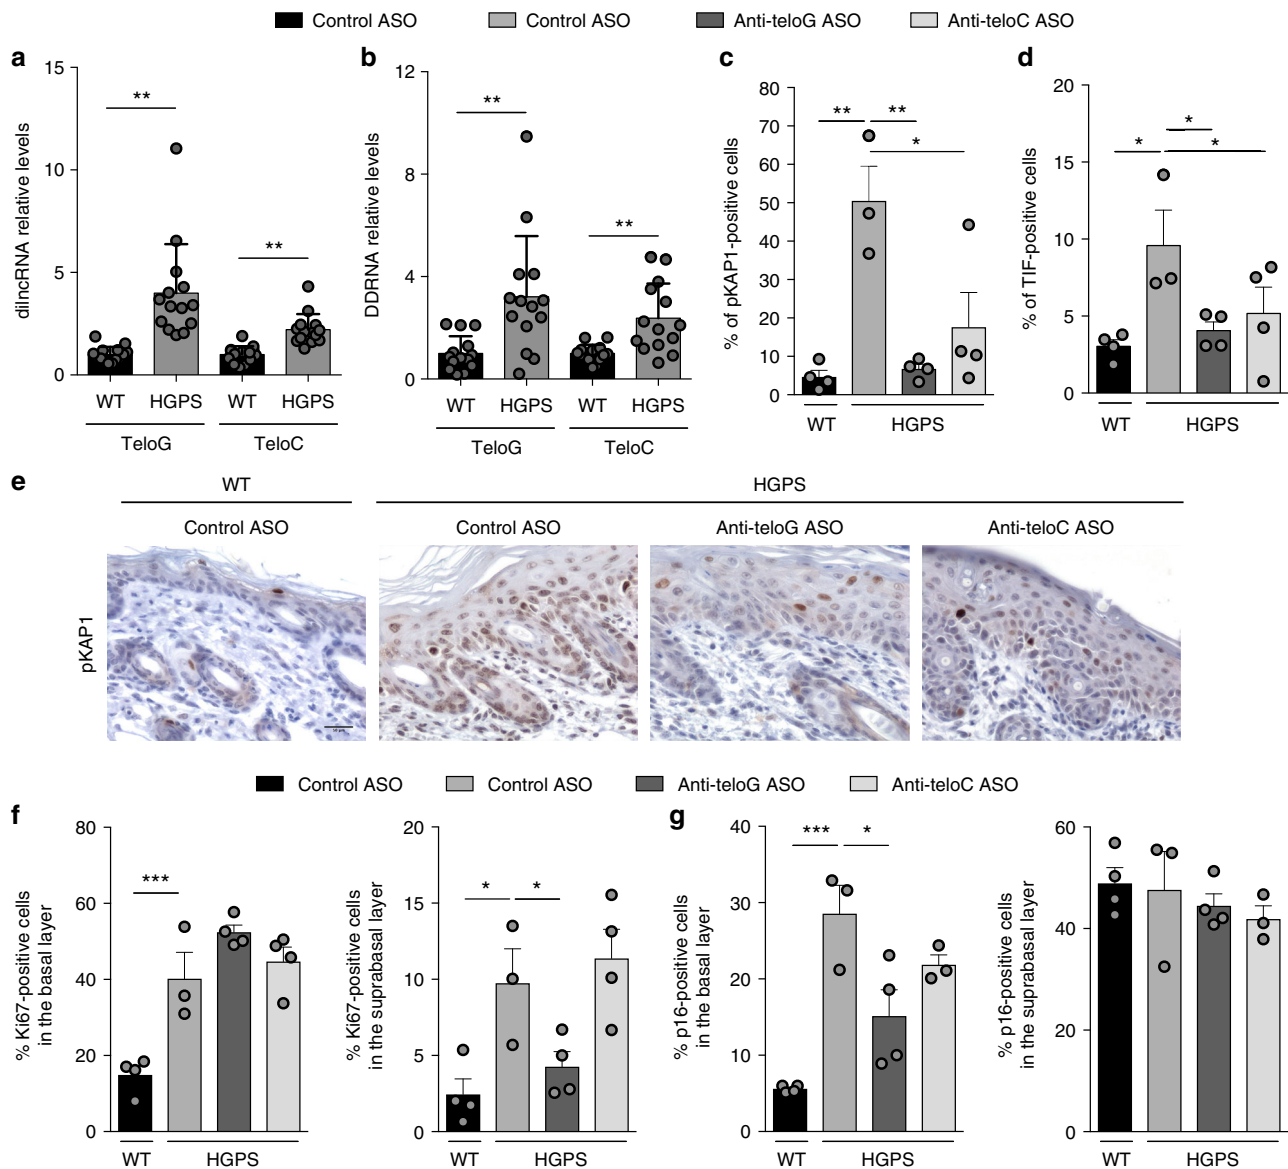 Control ASO Control ASO Anti-teloG ASO Anti-teloC ASO
a
dilncRNA relative levels
15
10
5
0
**
**
WT HGPS WT HGPS
TeloG TeloC
b
DDRNA relative levels
12
8
4
0
**
**
WT HGPS WT HGPS
TeloG TeloC
c
% of pKAP1-positive cells
80
70
60
50
40
30
20
10
0
** **
*
WT HGPS
d
% of TIF-positive cells
20
15
10
5
0
*
* *
WT HGPS
e
WT HGPS
Control ASO Control ASO Anti-teloG ASO Anti-teloC ASO
pKAP1
Control ASO Control ASO Anti-teloG ASO Anti-teloC ASO
f
% Ki67-positive cells
in the basal layer
80
60
40
20
0
***
WT HGPS
% Ki67-positive cells
in the suprabasal layer
20
15
10
5
0
* *
WT HGPS
g
% p16-positive cells
in the basal layer
40
30
20
10
0
*** *
WT HGPS
% p16-positive cells
in the suprabasal layer
60
40
20
0
WT HGPS